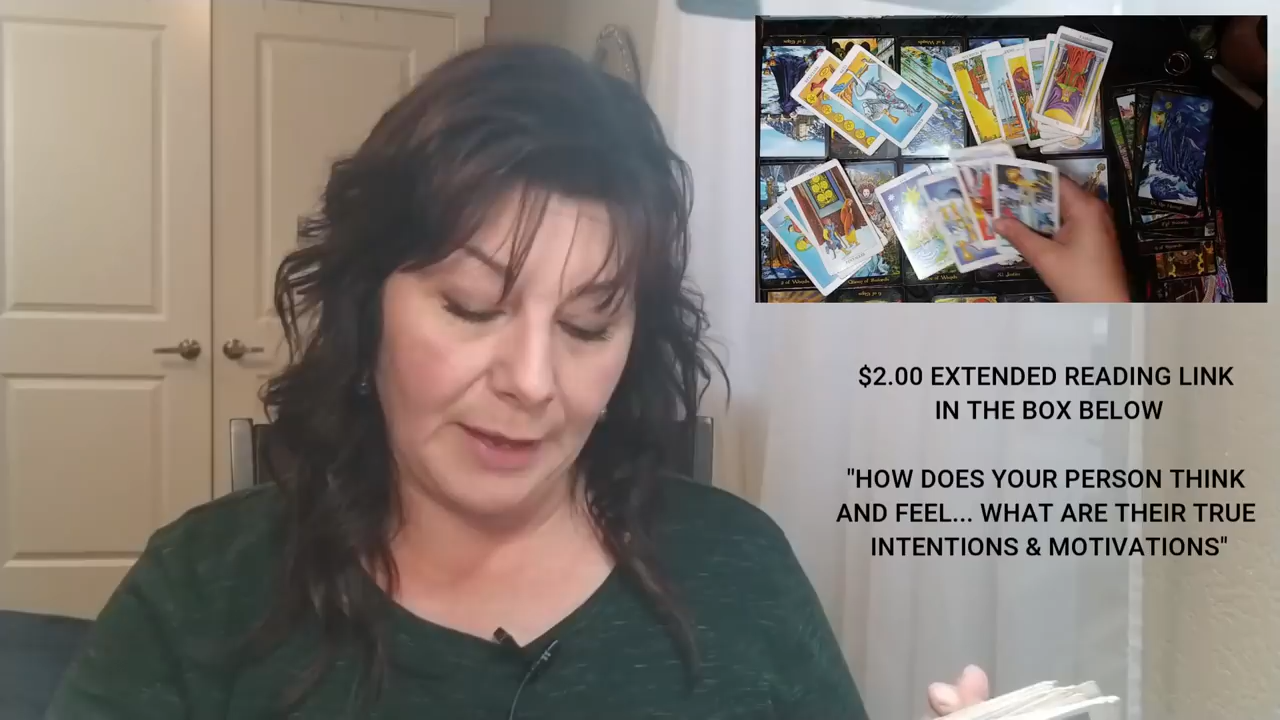 $2.00 EXTENDED READING LINK
IN THE BOX BELOW
"HOW DOES YOUR PERSON THINK
AND FEEL... WHAT ARE THEIR TRUE
INTENTIONS & MOTIVATIONS"